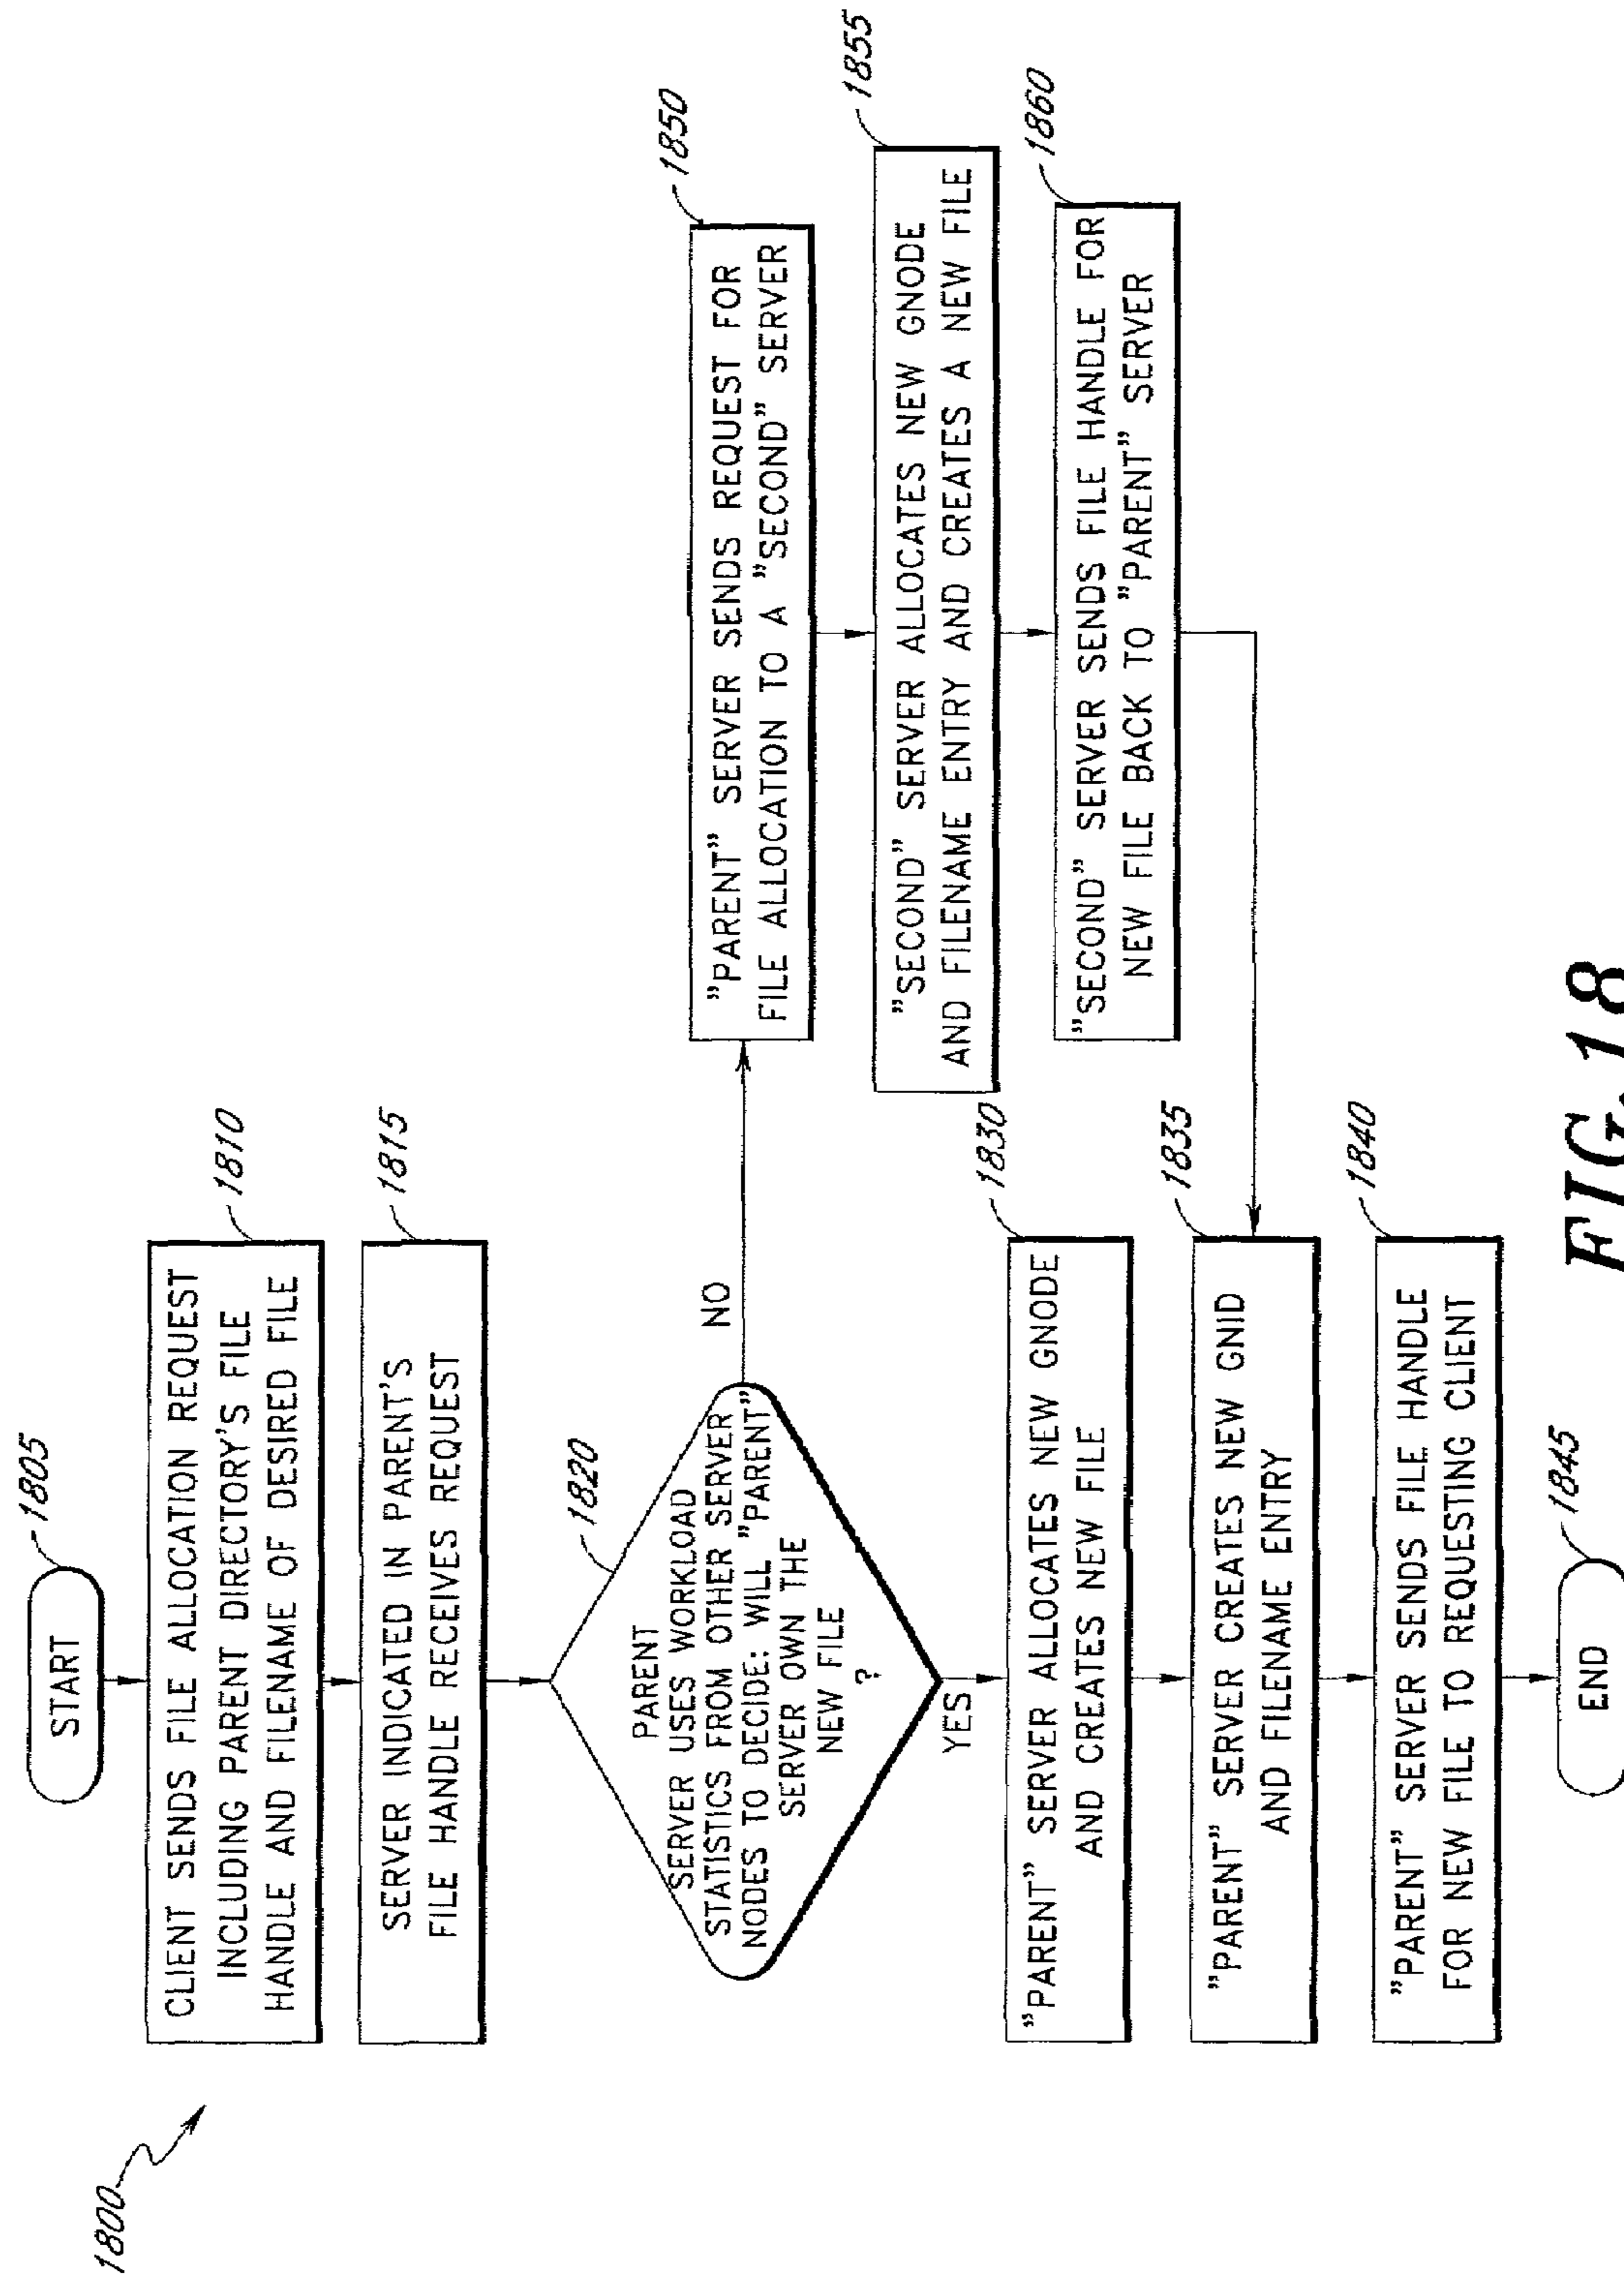 1800
START
1805
CLIENT SENDS FILE ALLOCATION REQUEST
INCLUDING PARENT DIRECTORY'S FILE
HANDLE AND FILENAME OF DESIRED FILE
1810
SERVER INDICATED IN PARENT'S
FILE HANDLE RECEIVES REQUEST
1815
PARENT
SERVER USES WORKLOAD
STATISTICS FROM OTHER SERVER
NODES TO DECIDE: WILL "PARENT"
SERVER OWN THE
NEW FILE
?
1820
NO
YES
"PARENT" SERVER ALLOCATES NEW GNODE
AND CREATES NEW FILE
1830
"PARENT" SERVER CREATES NEW GNID
AND FILENAME ENTRY
1835
"PARENT" SERVER SENDS FILE HANDLE
FOR NEW FILE TO REQUESTING CLIENT
1840
END
1845
"PARENT" SERVER SENDS REQUEST FOR
FILE ALLOCATION TO A "SECOND" SERVER
1850
"SECOND" SERVER ALLOCATES NEW GNODE
AND FILENAME ENTRY AND CREATES A NEW FILE
1855
"SECOND" SERVER SENDS FILE HANDLE FOR
NEW FILE BACK TO "PARENT" SERVER
1860
FIG.18